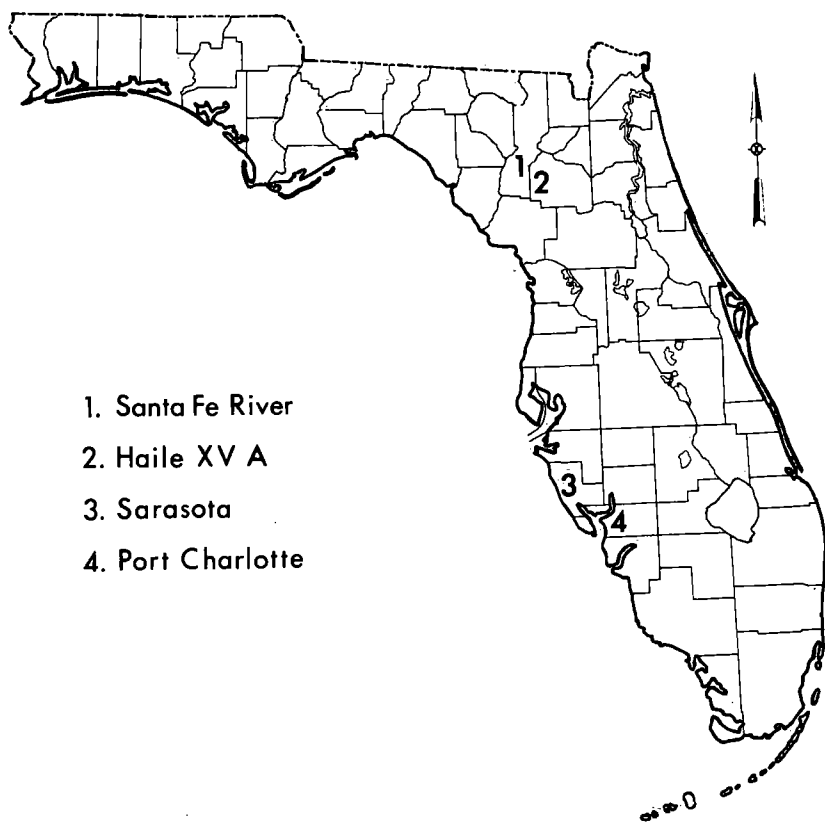 1
2
3
4
1. Santa Fe River
2. Haile XV A
3. Sarasota
4. Port Charlotte